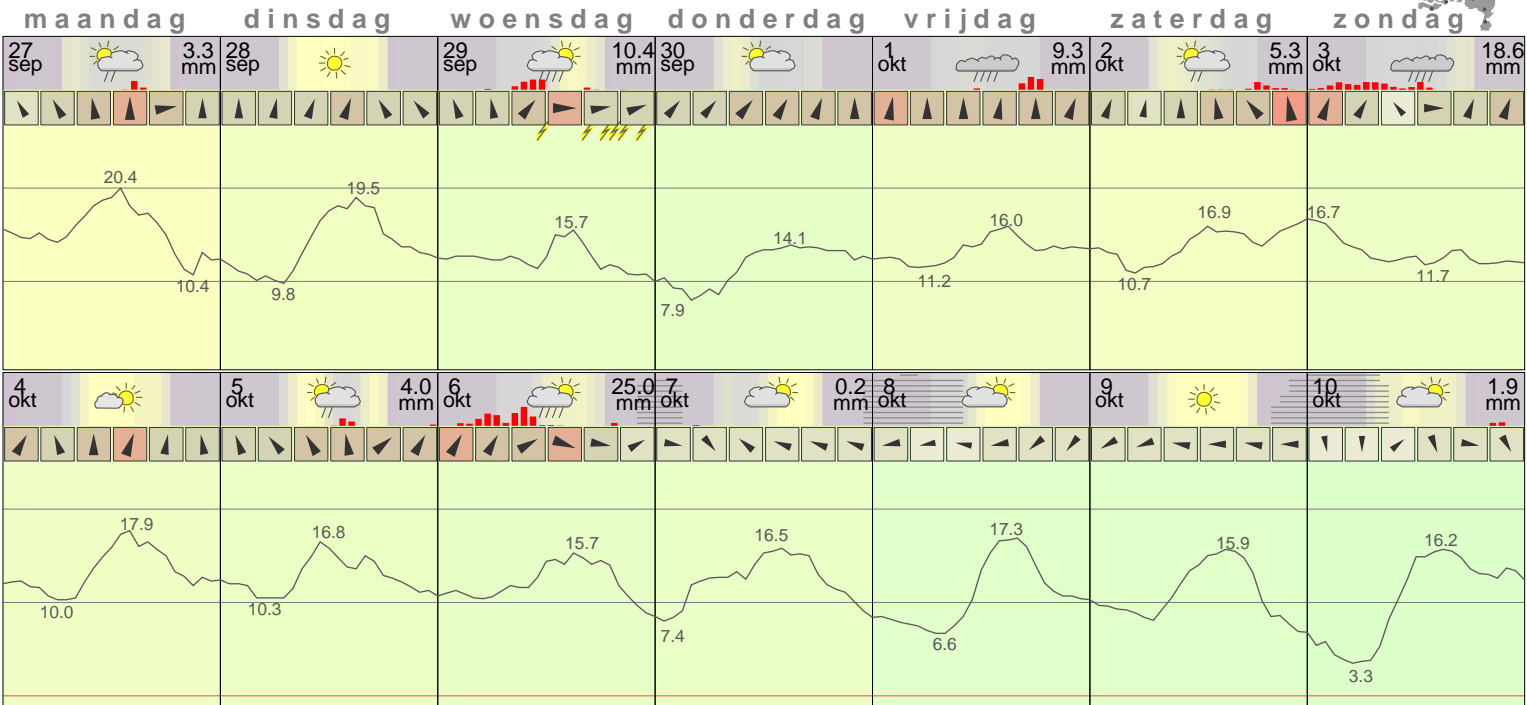 maandag dinsdag woensdag donderdag vrijdag zaterdag zondag
27 sep 3.3 mm
28 sep
29 sep 10.4 mm
30 sep
1 okt 9.3 mm
2 okt 5.3 mm
3 okt 18.6 mm
20.4
10.4
9.8
19.5
15.7
7.9
14.1
11.2
16.0
10.7
16.9
16.7
11.7
4 okt
5 okt 4.0 mm
6 okt 25.0 mm
7 okt 0.2 mm
8 okt
9 okt
10 okt 1.9 mm
10.0
17.9
10.3
16.8
15.7
7.4
16.5
6.6
17.3
15.9
3.3
16.2